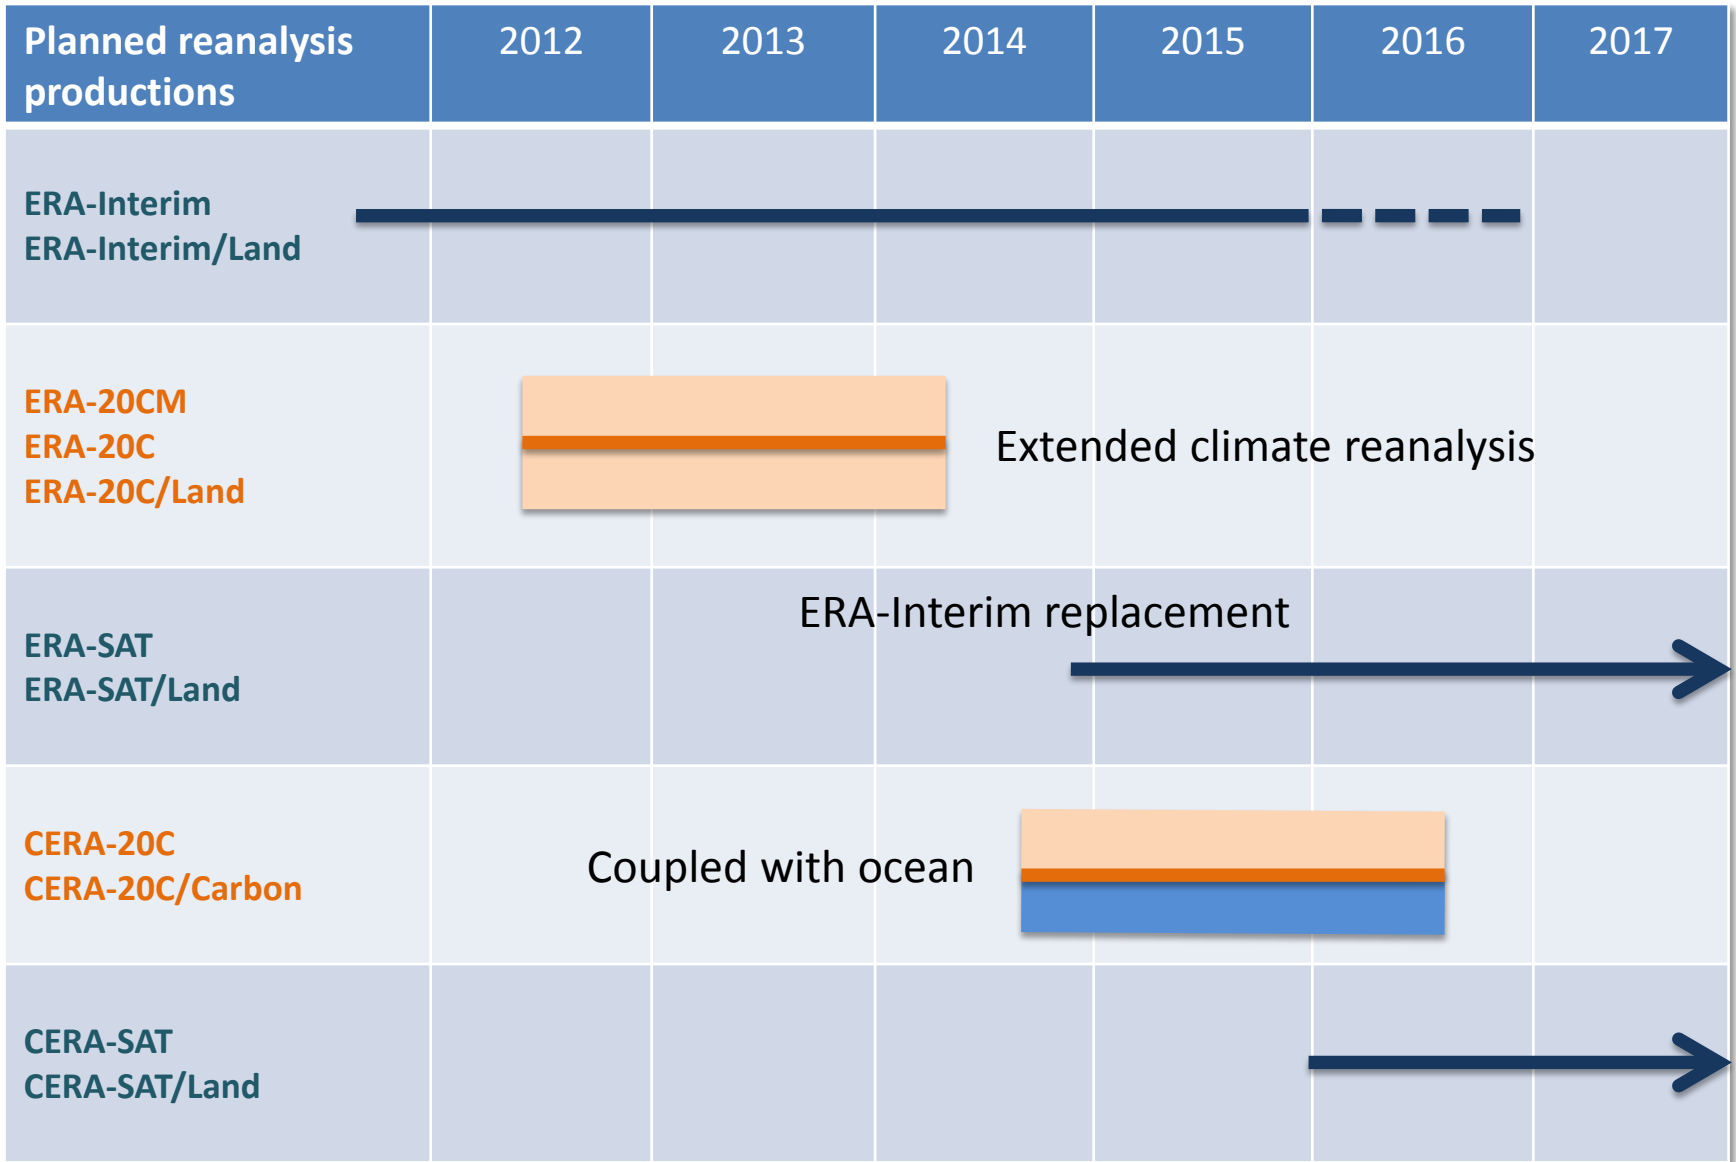 Planned reanalysis
productions
2012
2013
2014
2015
2016
2017
ERA-Interim
ERA-Interim/Land
ERA-20CM
ERA-20C
ERA-20C/Land
Extended climate reanalysis
ERA-Interim replacement
ERA-SAT
ERA-SAT/Land
CERA-20C
CERA-20C/Carbon
Coupled with ocean
CERA-SAT
CERA-SAT/Land